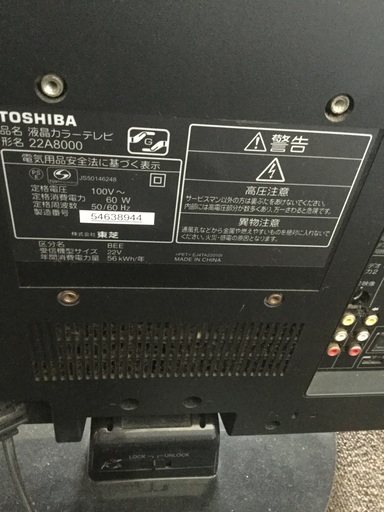 TOSHIBA
品名 液晶カラーテレビ
形名 22A8000
電気用品安全法に基づく表示
JS50146248
定格電圧: 100V～
定格消費電力: 60 W
定格周波数: 50/60 Hz
製造番号: 54638944
株式会社 東芝
区分名: BEE
受信機型サイズ: 22V
年間消費電力量: 56 kWh/年
警告
高圧注意
サービスマン以外の方は裏ぶたをあけないでください。
内部には高電圧部分が数多くあり、万一さわると危険です。
異物注意
通風孔などから金属や燃えやすいものを絶対に入れないで
ください。火災・感電の原因となります。
MADE IN CHINA
LOCK
UNLOCK